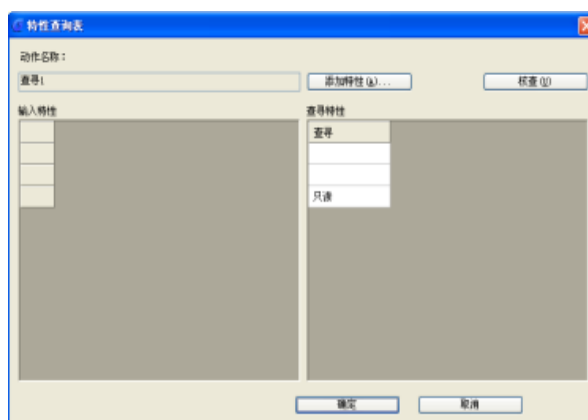 特性查询表
动作名称：
查寻1
添加特性(A)...
核查(U)
输入特性
查寻特性
查寻
只读
确定
取消